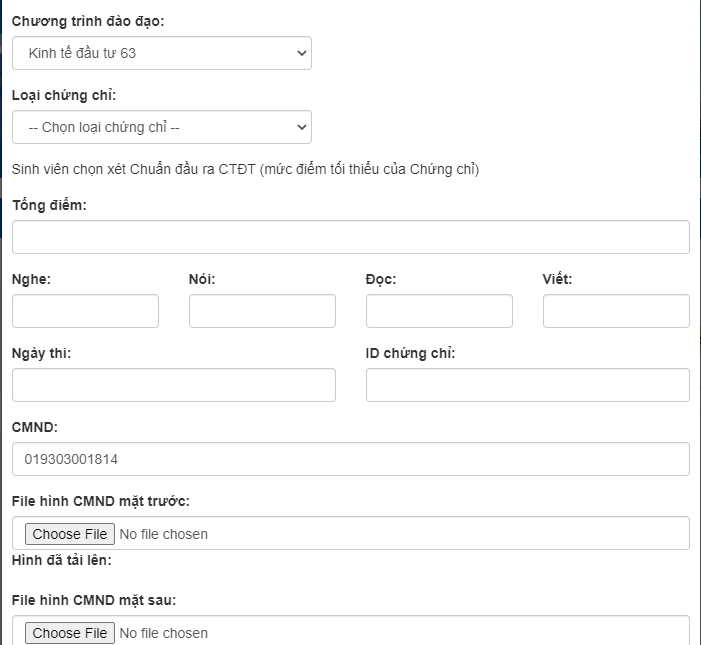 Chương trình đào đạo:
Kinh tế đầu tư 63
Loại chứng chỉ:
-- Chọn loại chứng chỉ --
Sinh viên chọn xét Chuẩn đầu ra CTĐT (mức điểm tối thiểu của Chứng chỉ)
Tổng điểm:
Nghe: Nói: Đọc: Viết:
Ngày thi: ID chứng chỉ:
CMND:
019303001814
File hình CMND mặt trước:
Choose File No file chosen
Hình đã tải lên:
File hình CMND mặt sau:
Choose File No file chosen